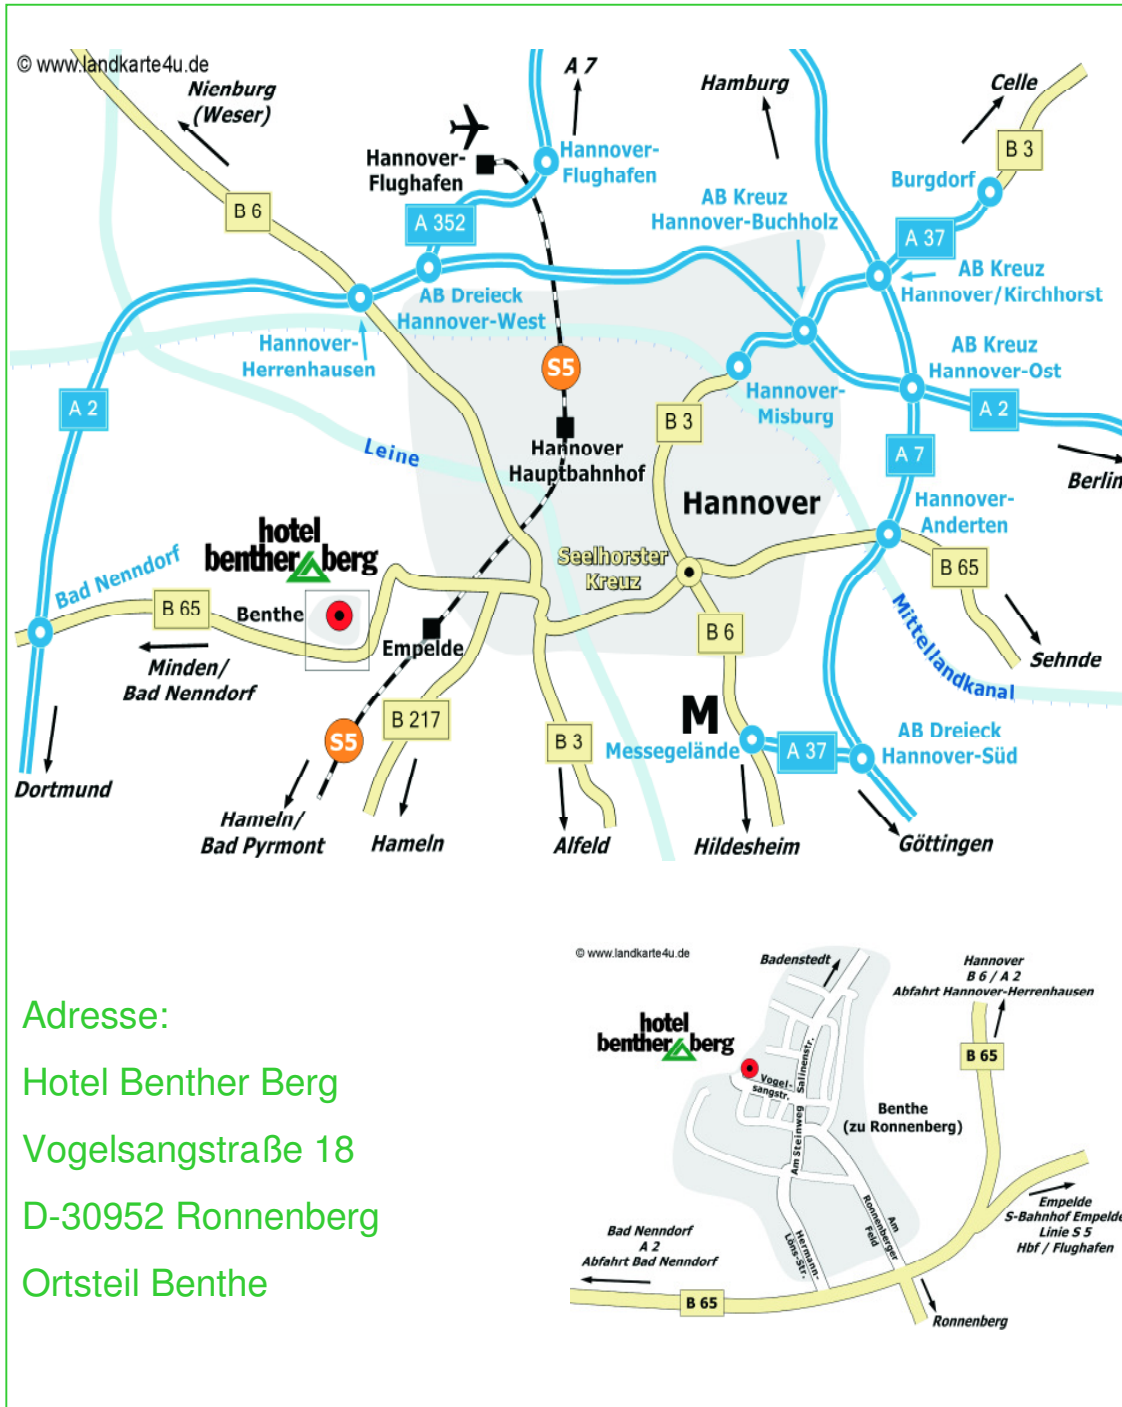 © www.landkarte4u.de
Nienburg
(Weser)
A 7
Hamburg
Celle
B 3
Hannover-
Flughafen
Hannover-
Flughafen
Burgdorf
AB Kreuz
Hannover-Buchholz
B 6
A 352
A 37
AB Kreuz
Hannover/Kirchhorst
AB Dreieck
Hannover-West
Hannover-
Herrenhausen
AB Kreuz
Hannover-Ost
S5
A 2
B 3
Hannover-
Misburg
A 2
A 7
Leine
Hannover
Hauptbahnhof
Berlin
Hannover
Hannover-
Anderten
hotel
benther berg
Seelhorster
Kreuz
Bad Nenndorf
B 65
B 65
Benthe
Empelde
B 6
Mittellandkanal
Sehnde
Minden/
Bad Nenndorf
M
Messegelände
B 217
S5
B 3
A 37
AB Dreieck
Hannover-Süd
Dortmund
Hameln/
Bad Pyrmont
Hameln
Alfeld
Hildesheim
Göttingen
© www.landkarte4u.de
Badenstedt
Hannover
B 6 / A 2
Abfahrt Hannover-Herrenhausen
hotel
benther berg
B 65
Vogel-
sangstr.
Salinenstr.
Am Steinweg
Benthe
(zu Ronnenberg)
Am
Ronnenberger
Feld
Hermann-
Löns-Str.
Empelde
S-Bahnhof Empelde
Linie S 5
Hbf / Flughafen
Bad Nenndorf
A 2
Abfahrt Bad Nenndorf
B 65
Ronnenberg
Adresse:
Hotel Benther Berg
Vogelsangstraße 18
D-30952 Ronnenberg
Ortsteil Benthe